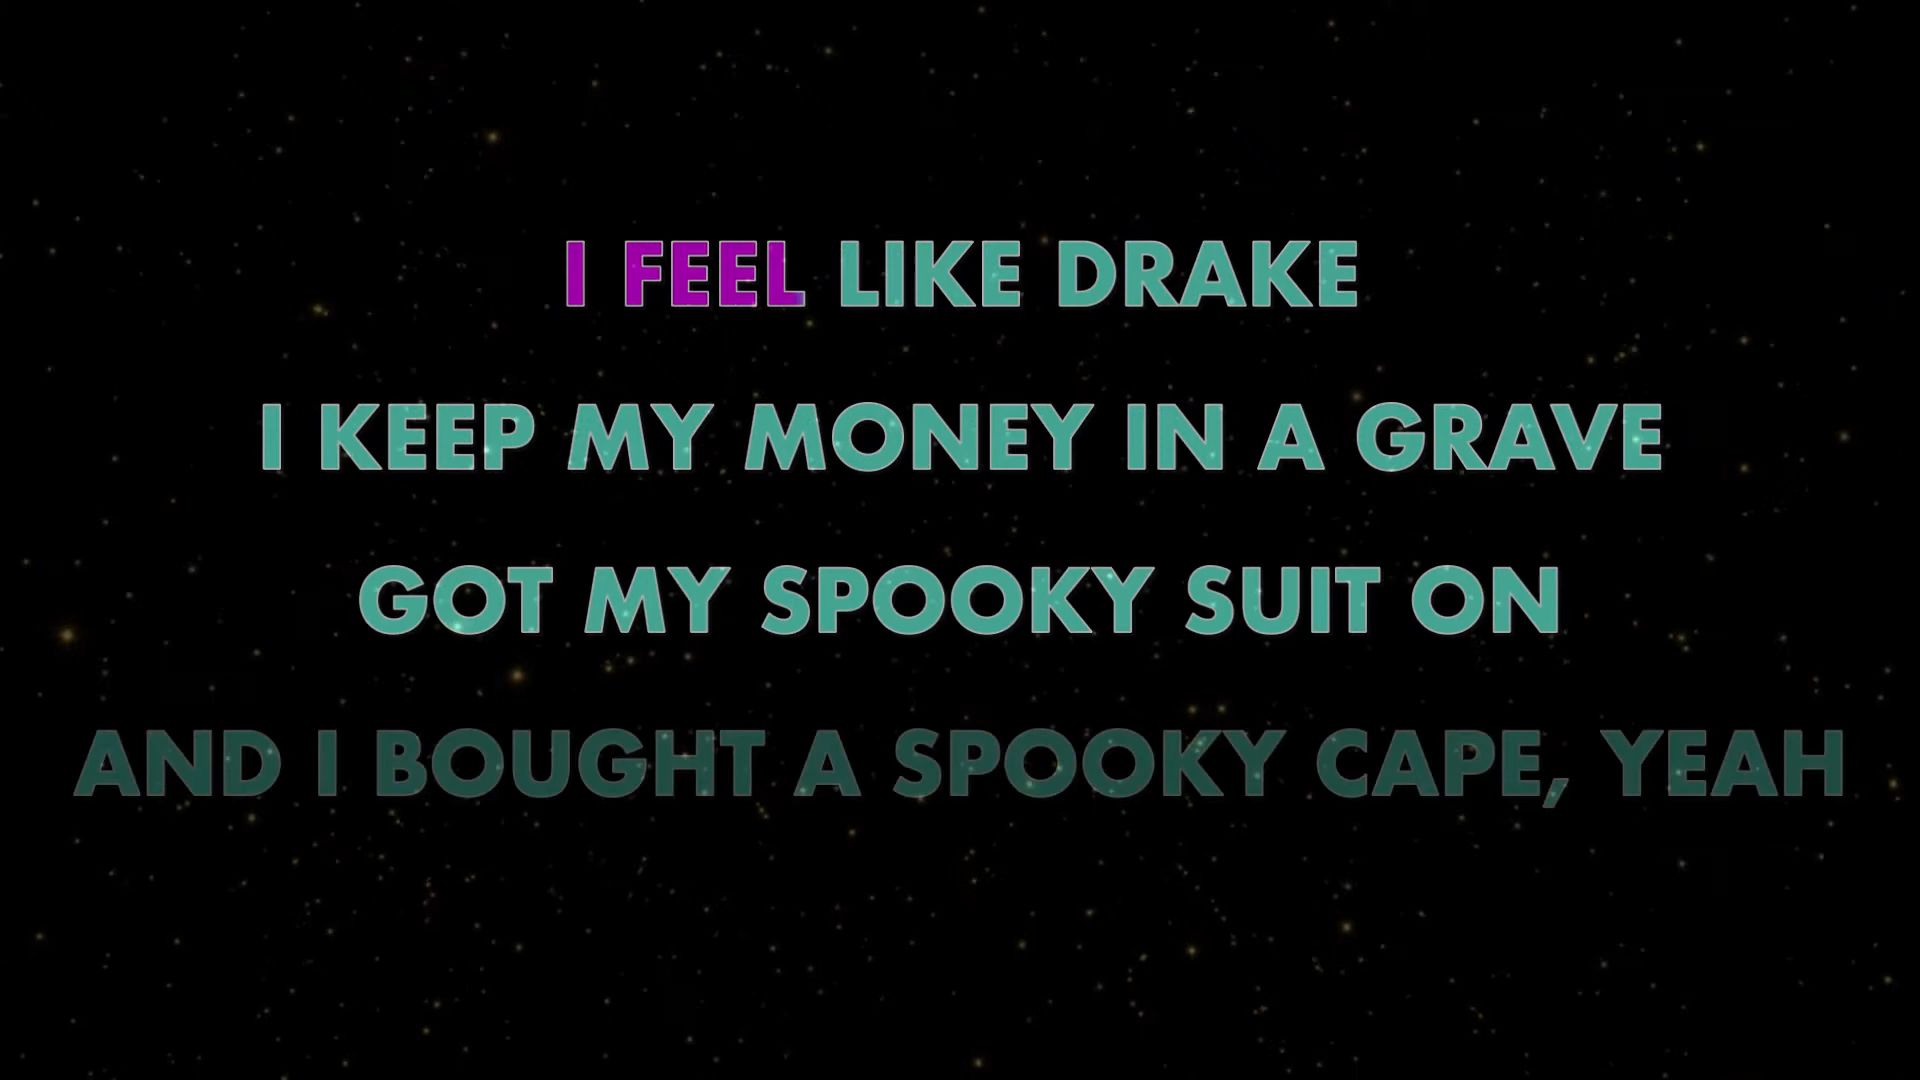 I FEEL LIKE DRAKE
I KEEP MY MONEY IN A GRAVE
GOT MY SPOOKY SUIT ON
AND I BOUGHT A SPOOKY CAPE, YEAH